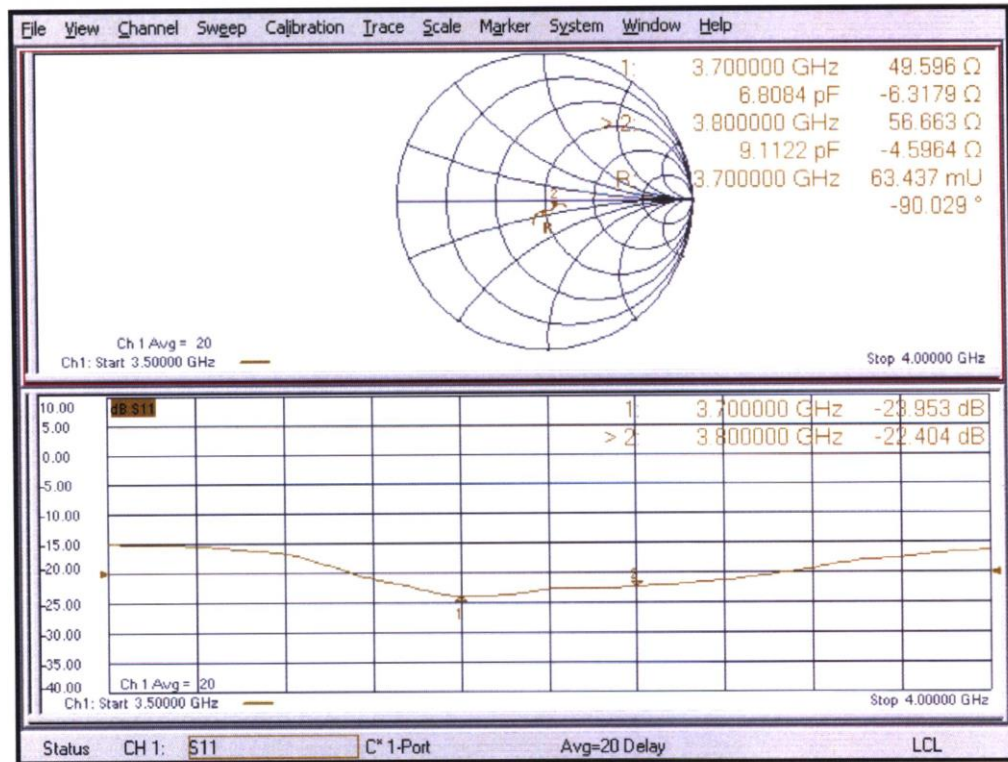 File View Channel Sweep Calibration Trace Scale Marker System Window Help
1: 3.700000 GHz 49.596 Ω
6.8084 pF -6.3179 Ω
> 2: 3.800000 GHz 56.663 Ω
9.1122 pF -4.5964 Ω
R: 3.700000 GHz 63.437 mU
-90.029 °
2
R
Ch 1 Avg = 20
Ch1: Start 3.50000 GHz
Stop 4.00000 GHz
10.00
dB S11
1: 3.700000 GHz -23.953 dB
> 2: 3.800000 GHz -22.404 dB
5.00
0.00
-5.00
-10.00
-15.00
-20.00
2
-25.00
1
-30.00
-35.00
-40.00
Ch 1 Avg = 20
Ch1: Start 3.50000 GHz
Stop 4.00000 GHz
Status CH 1: S11 C* 1-Port Avg=20 Delay LCL